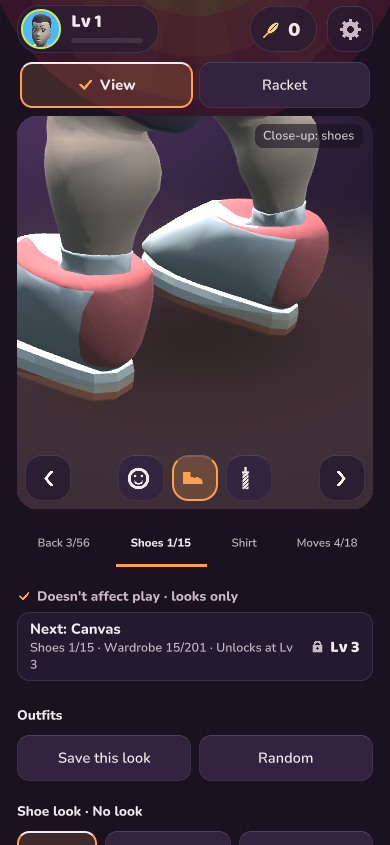 Lv 1
0
View
Racket
Close-up: shoes
Back 3/56
Shoes 1/15
Shirt
Moves 4/18
Doesn't affect play · looks only
Next: Canvas
Shoes 1/15 · Wardrobe 15/201 · Unlocks at Lv
3
Lv 3
Outfits
Save this look
Random
Shoe look · No look